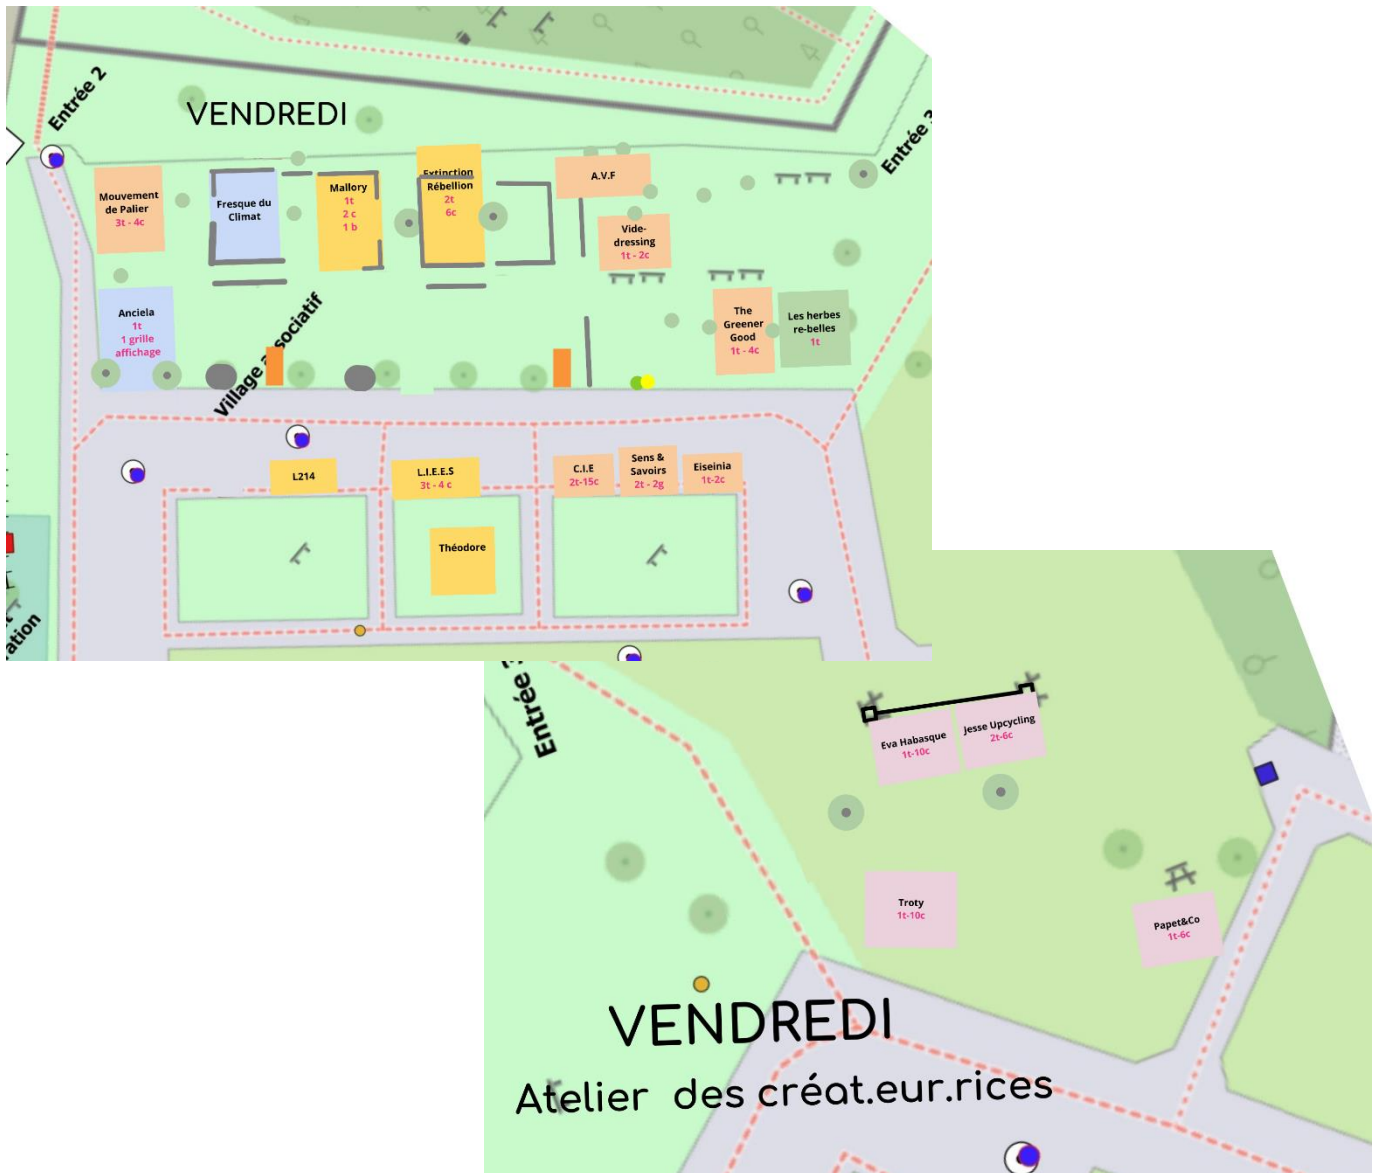 Entrée 2
VENDREDI
Entrée 3
Mouvement
de Palier
3t - 4c
Fresque du
Climat
Mallory
1t
2 c
1 b
Extinction
Rébellion
2t
6c
A.V.F
Vide-
dressing
1t - 2c
Anciela
1t
1 grille
affichage
Village associatif
The
Greener
Good
1t - 4c
Les herbes
re-belles
1t
L214
L.I.E.E.S
3t - 4 c
C.I.E
2t-15c
Sens &
Savoirs
2t - 2g
Eiseinia
1t-2c
Théodore
ation
Entrée
Eva Habasque
1t-10c
Jesse Upcycling
2t-6c
Troty
1t-10c
Papet&Co
1t-6c
VENDREDI
Atelier des créat.eur.rices